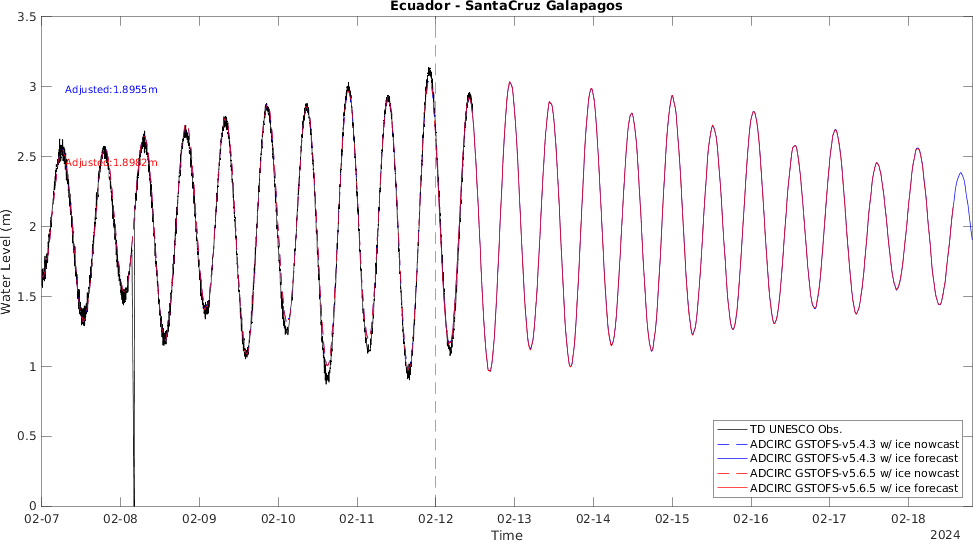 Ecuador - SantaCruz Galapagos
3.5
3
2.5
2
1.5
1
0.5
0
Water Level (m)
Adjusted:1.8955m
Adjusted:1.8982m
TD UNESCO Obs.
ADCIRC GSTOFS-v5.4.3 w/ ice nowcast
ADCIRC GSTOFS-v5.4.3 w/ ice forecast
ADCIRC GSTOFS-v5.6.5 w/ ice nowcast
ADCIRC GSTOFS-v5.6.5 w/ ice forecast
02-07 02-08 02-09 02-10 02-11 02-12 02-13 02-14 02-15 02-16 02-17 02-18
Time
2024